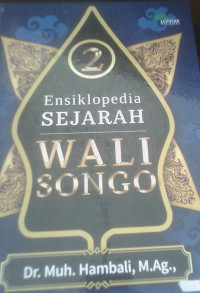 2
Ensiklopedia
SEJARAH
WALI
SONGO
Dr. Muh. Hambali, M.Ag.,